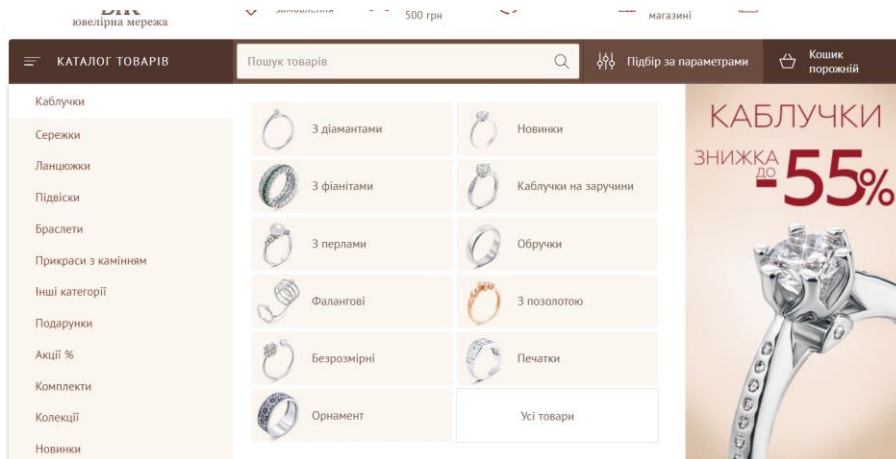 ювелірна мережа
500 грн
магазині
КАТАЛОГ ТОВАРІВ
Пошук товарів
Підбір за параметрами
Кошик
порожній
Каблучки
Сережки
Ланцюжки
Підвіски
Браслети
Прикраси з камінням
Інші категорії
Подарунки
Акції %
Комплекти
Колекції
Новинки
З діамантами
Новинки
З фіанітами
Каблучки на заручини
З перлами
Обручки
Фалангові
З позолотою
Безрозмірні
Печатки
Орнамент
Усі товари
КАБЛУЧКИ
ЗНИЖКА
ДО
-55%